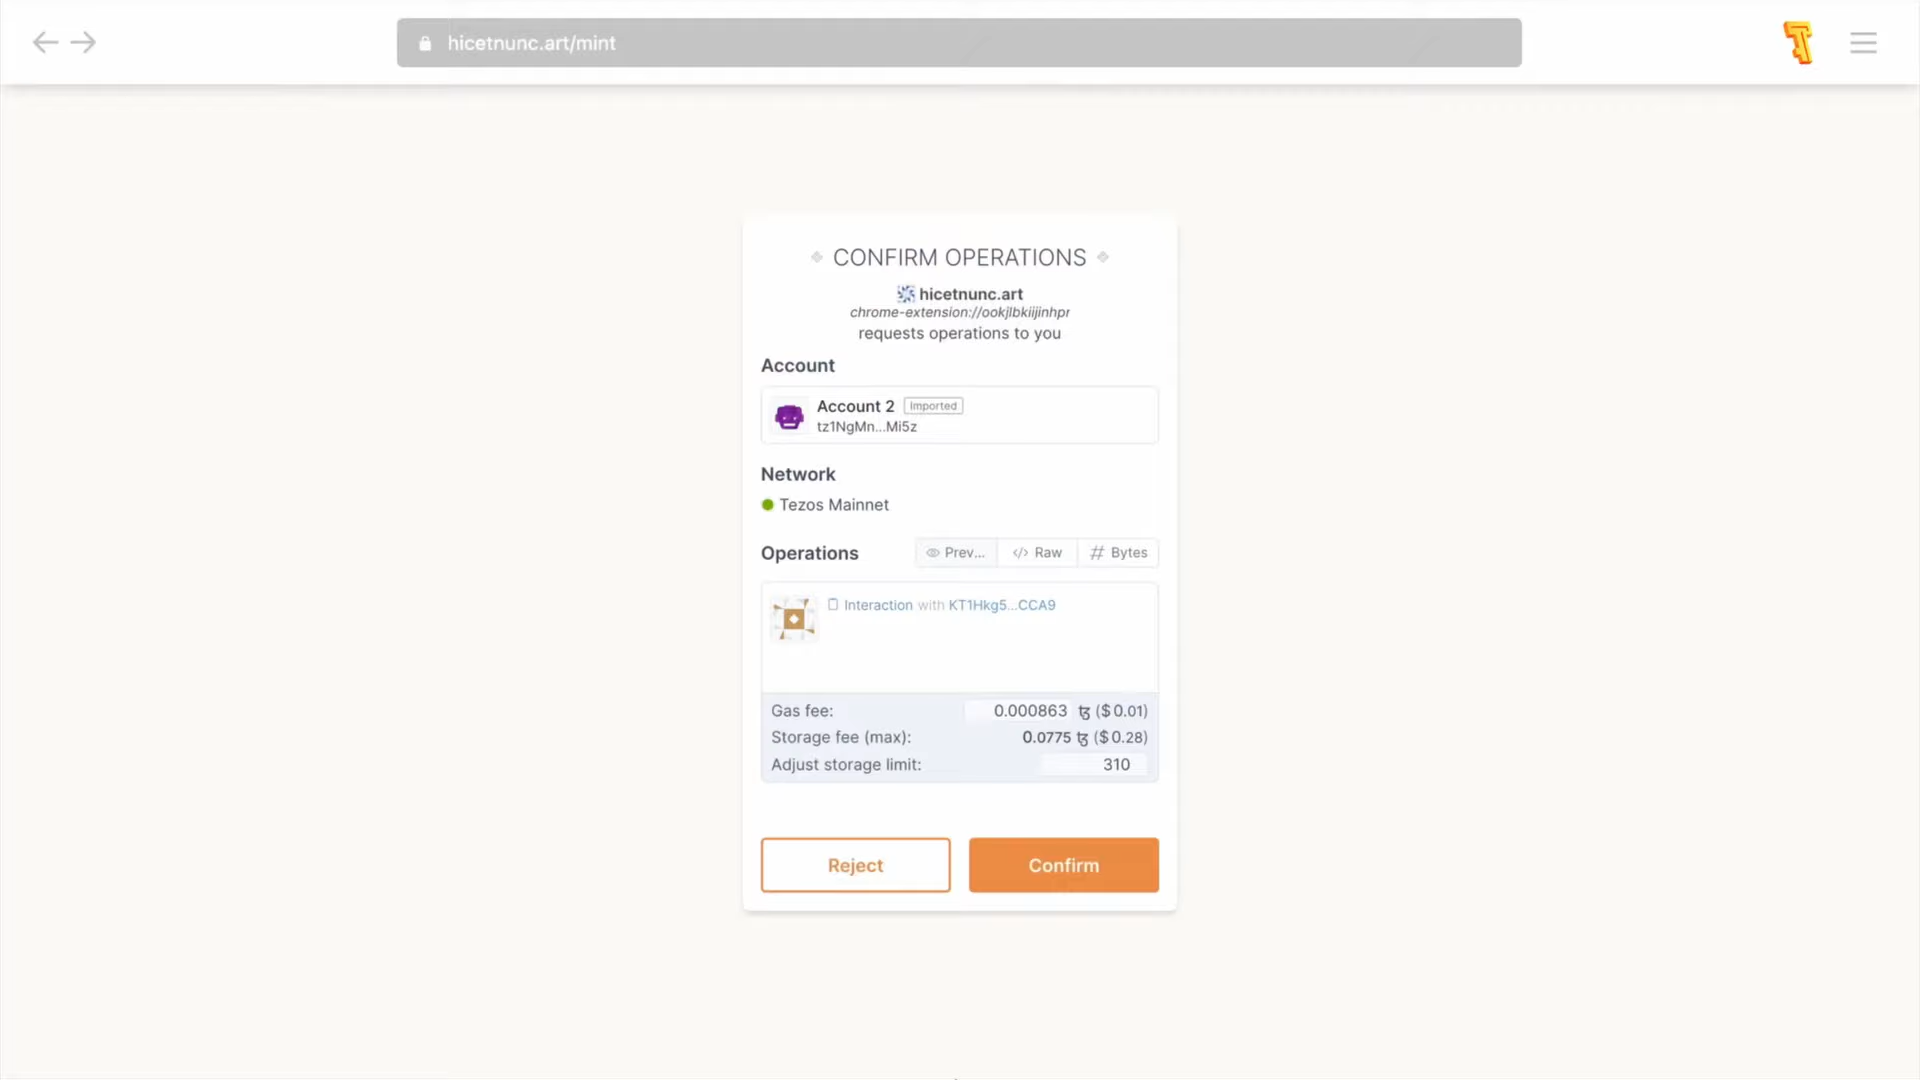 hicetnunc.art/mint
CONFIRM OPERATIONS
hicetnunc.art
chrome-extension://ookjlbkiijinhpr
requests operations to you
Account
Account 2 Imported
tz1NgMn...Mi5z
Network
Tezos Mainnet
Operations Prev... </> Raw # Bytes
Interaction with KT1Hkg5...CCA9
Gas fee: 0.000863 ꜩ ($0.01)
Storage fee (max): 0.0775 ꜩ ($0.28)
Adjust storage limit: 310
Reject Confirm